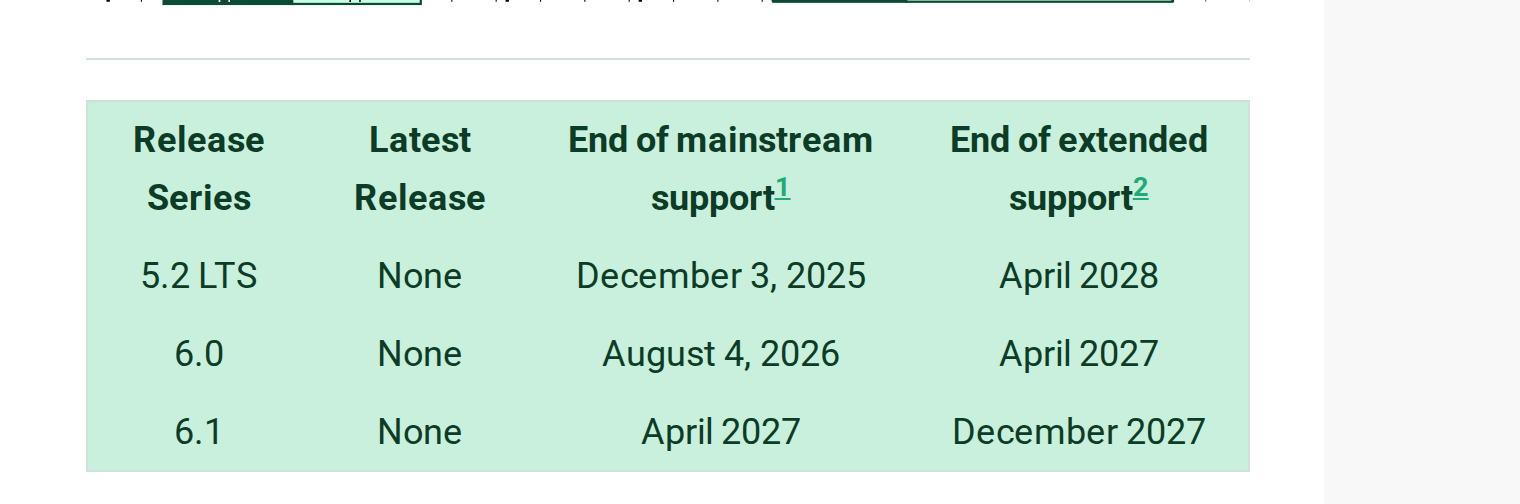 Release Latest End of mainstream End of extended
Series Release support1 support2
5.2 LTS None December 3, 2025 April 2028
6.0 None August 4, 2026 April 2027
6.1 None April 2027 December 2027